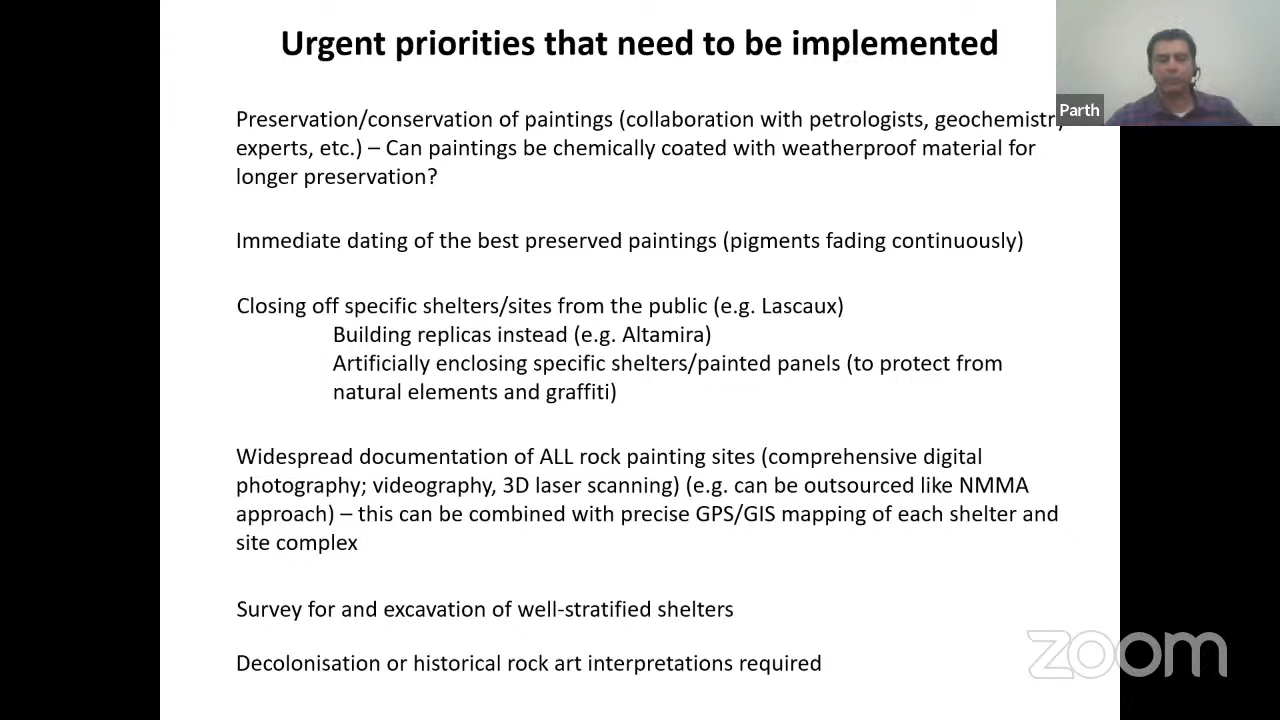 Urgent priorities that need to be implemented
Parth
Preservation/conservation of paintings (collaboration with petrologists, geochemistry
experts, etc.) – Can paintings be chemically coated with weatherproof material for
longer preservation?
Immediate dating of the best preserved paintings (pigments fading continuously)
Closing off specific shelters/sites from the public (e.g. Lascaux)
Building replicas instead (e.g. Altamira)
Artificially enclosing specific shelters/painted panels (to protect from
natural elements and graffiti)
Widespread documentation of ALL rock painting sites (comprehensive digital
photography; videography, 3D laser scanning) (e.g. can be outsourced like NMMA
approach) – this can be combined with precise GPS/GIS mapping of each shelter and
site complex
Survey for and excavation of well-stratified shelters
Decolonisation or historical rock art interpretations required
zoom